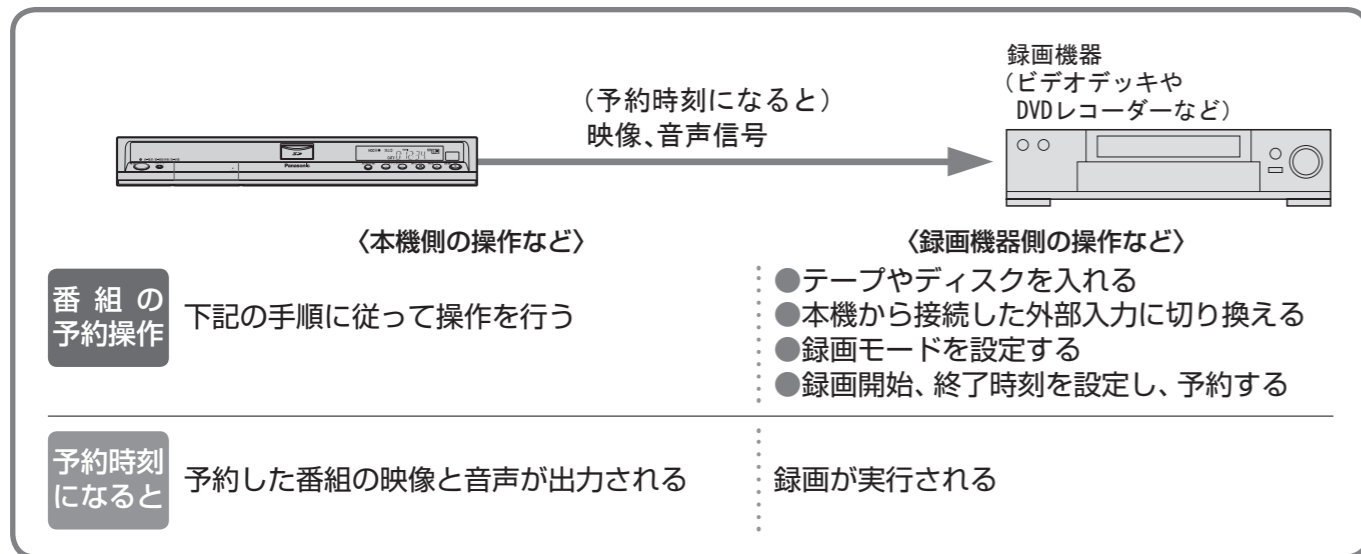 録画機器
（ビデオデッキや
DVDレコーダーなど）
（予約時刻になると）
映像、音声信号
Panasonic
〈本機側の操作など〉
〈録画機器側の操作など〉
番組の
予約操作
下記の手順に従って操作を行う
●テープやディスクを入れる
●本機から接続した外部入力に切り換える
●録画モードを設定する
●録画開始、終了時刻を設定し、予約する
予約時刻
になると
予約した番組の映像と音声が出力される
録画が実行される